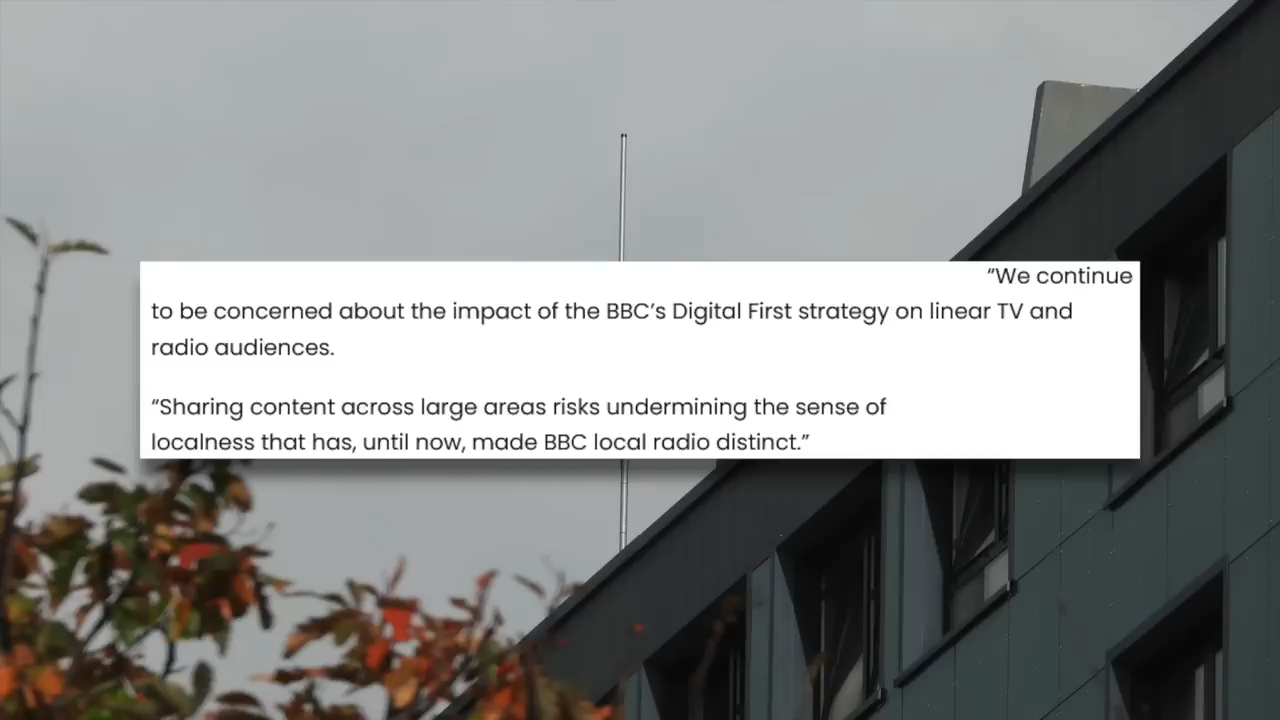 “We continue
to be concerned about the impact of the BBC’s Digital First strategy on linear TV and
radio audiences.
“Sharing content across large areas risks undermining the sense of
localness that has, until now, made BBC local radio distinct.”